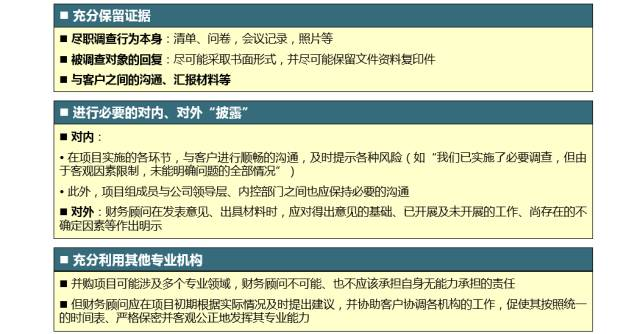 ■ 充分保留证据
■ 尽职调查行为本身：清单、问卷，会议记录，照片等
■ 被调查对象的回复：尽可能采取书面形式，并尽可能保留文件资料复印件
■ 与客户之间的沟通、汇报材料等
■ 进行必要的对内、对外“披露”
■ 对内：
• 在项目实施的各环节，与客户进行顺畅的沟通，及时提示各种风险（如“我们已实施了必要调查，但由
于客观因素限制，未能明确问题的全部情况”）
• 此外，项目组成员与公司领导层、内控部门之间也应保持必要的沟通
■ 对外：财务顾问在发表意见、出具材料时，应对得出意见的基础、已开展及未开展的工作、尚存在的不
确定因素等作出明示
■ 充分利用其他专业机构
■ 并购项目可能涉及多个专业领域，财务顾问不可能、也不应该承担自身无能力承担的责任
■ 但财务顾问应在项目初期根据实际情况及时提出建议，并协助客户协调各机构的工作，促使其按照统一
的时间表、严格保密并客观公正地发挥其专业能力